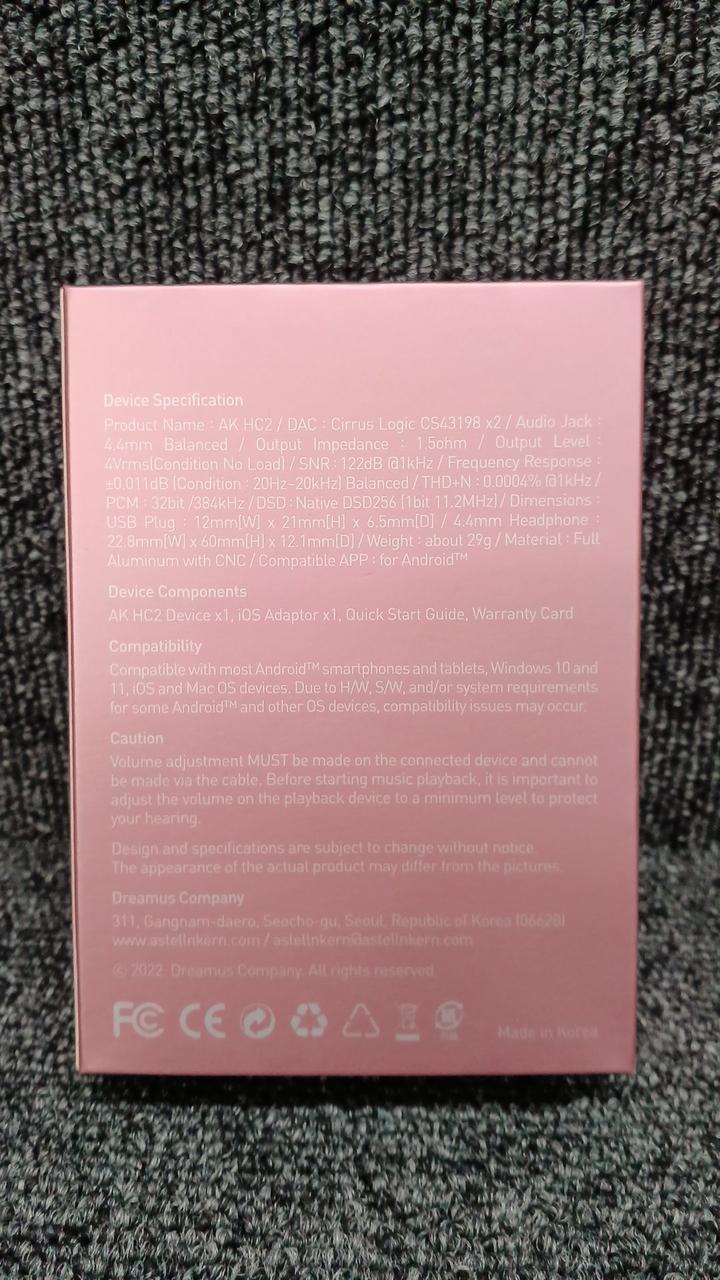 Device Specification
Product Name : AK HC2 / DAC : Cirrus Logic CS43198 x2 / Audio Jack :
4.4mm Balanced / Output Impedance : 1.5ohm / Output Level :
4Vrms(Condition No Load) / SNR : 122dB @1kHz / Frequency Response :
±0.011dB (Condition : 20Hz~20kHz) Balanced / THD+N : 0.0004% @1kHz /
PCM : 32bit /384kHz / DSD : Native DSD256 (1bit 11.2MHz) / Dimensions :
USB Plug : 12mm[W] x 21mm[H] x 6.5mm[D] / 4.4mm Headphone :
22.8mm[W] x 60mm[H] x 12.1mm[D] / Weight : about 29g / Material : Full
Aluminum with CNC / Compatible APP : for Android™
Device Components
AK HC2 Device x1, iOS Adaptor x1, Quick Start Guide, Warranty Card
Compatibility
Compatible with most Android™ smartphones and tablets, Windows 10 and
11, iOS and Mac OS devices. Due to H/W, S/W, and/or system requirements
for some Android™ and other OS devices, compatibility issues may occur.
Caution
Volume adjustment MUST be made on the connected device and cannot
be made via the cable. Before starting music playback, it is important to
adjust the volume on the playback device to a minimum level to protect
your hearing.
Design and specifications are subject to change without notice.
The appearance of the actual product may differ from the pictures.
Dreamus Company
311, Gangnam-daero, Seocho-gu, Seoul, Republic of Korea (06628)
www.astellnkern.com / astellnkern@astellnkern.com
© 2022. Dreamus Company. All rights reserved
FC CE
Made in Korea